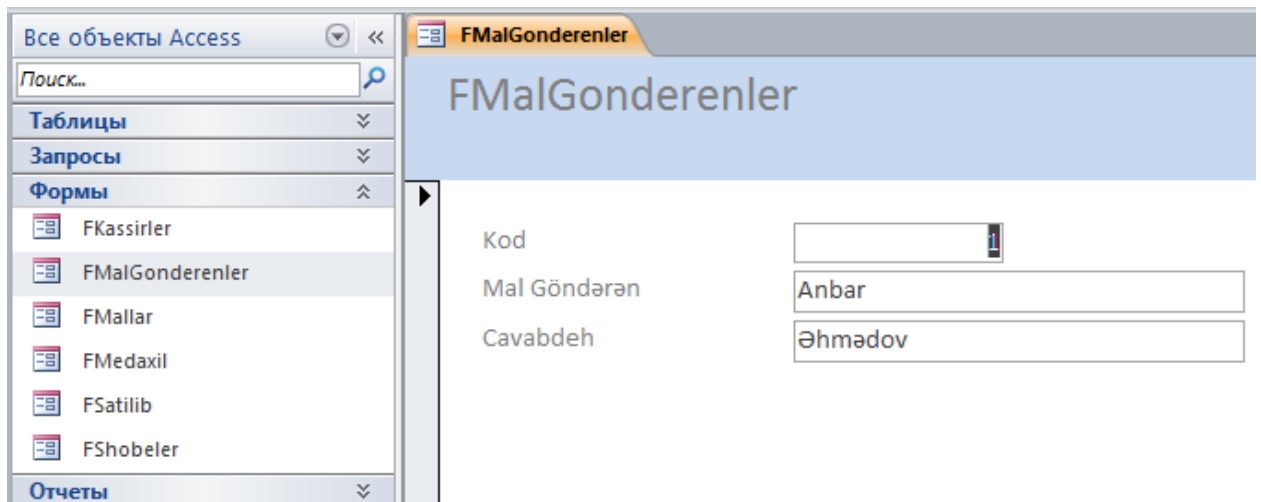 Все объекты Access
Поиск...
Таблицы
Запросы
Формы
FKassirler
FMalGonderenler
FMallar
FMedaxil
FSatilib
FShobeler
Отчеты
FMalGonderenler
FMalGonderenler
Kod 1
Mal Göndərən Anbar
Cavabdeh Əhmədov